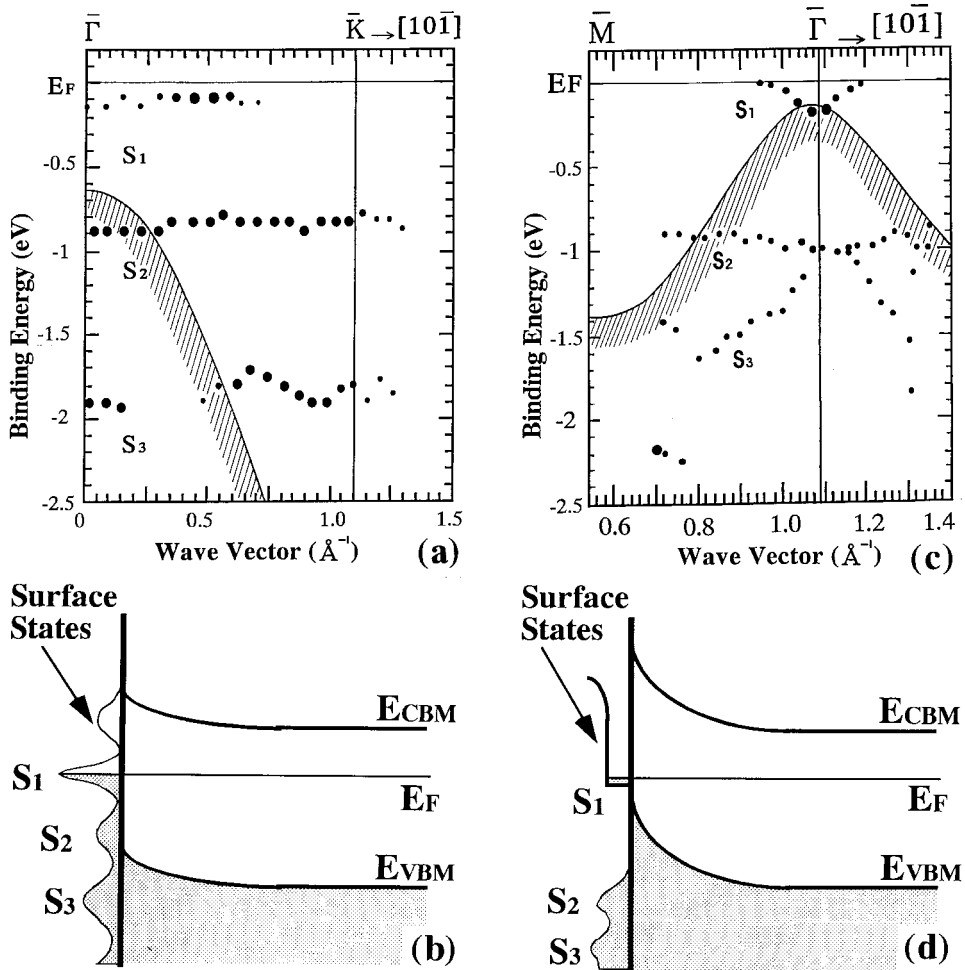 Γ̄ K̄ → [101̄]
EF
-0.5
-1
-1.5
-2
-2.5
Binding Energy (eV)
S1
S2
S3
0 0.5 1.0 1.5
Wave Vector (Å⁻¹)
(a)
M̄ Γ̄ → [101̄]
EF
-0.5
-1
-1.5
-2
-2.5
Binding Energy (eV)
S1
S2
S3
0.6 0.8 1.0 1.2 1.4
Wave Vector (Å⁻¹)
(c)
Surface
States
ECBM
S1
EF
S2
EVBM
S3
(b)
Surface
States
ECBM
S1
EF
EVBM
S2
S3
(d)